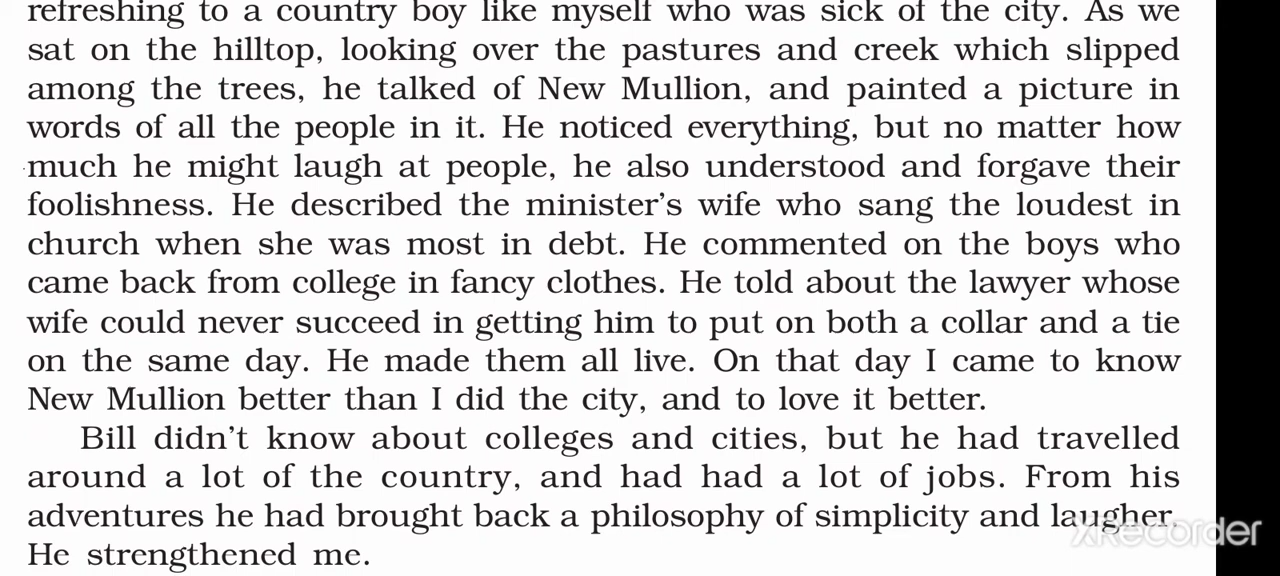 refreshing to a country boy like myself who was sick of the city. As we
sat on the hilltop, looking over the pastures and creek which slipped
among the trees, he talked of New Mullion, and painted a picture in
words of all the people in it. He noticed everything, but no matter how
much he might laugh at people, he also understood and forgave their
foolishness. He described the minister's wife who sang the loudest in
church when she was most in debt. He commented on the boys who
came back from college in fancy clothes. He told about the lawyer whose
wife could never succeed in getting him to put on both a collar and a tie
on the same day. He made them all live. On that day I came to know
New Mullion better than I did the city, and to love it better.
Bill didn't know about colleges and cities, but he had travelled
around a lot of the country, and had had a lot of jobs. From his
adventures he had brought back a philosophy of simplicity and laugher.
He strengthened me.
XRecorder